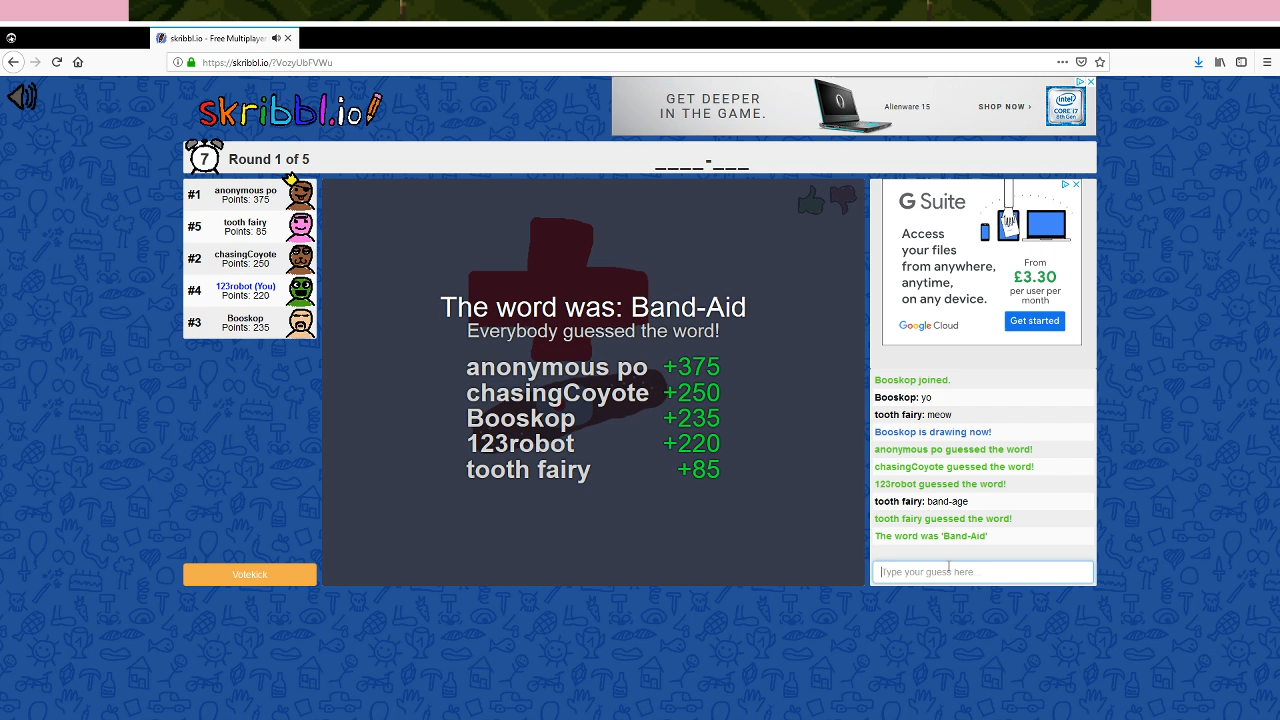 skribbl.io - Free Multiplayer
https://skribbl.io/?VozyUbFVWu
skribbl.io
GET DEEPER
IN THE GAME.
Alienware 15
SHOP NOW ›
intel
CORE i7
8th Gen
7
Round 1 of 5
____-___
#1
anonymous po
Points: 375
#5
tooth fairy
Points: 85
#2
chasingCoyote
Points: 250
#4
123robot (You)
Points: 220
#3
Booskop
Points: 235
Votekick
The word was: Band-Aid
Everybody guessed the word!
anonymous po +375
chasingCoyote +250
Booskop +235
123robot +220
tooth fairy +85
G Suite
Access
your files
from anywhere,
anytime,
on any device.
From
£3.30
per user per
month
Google Cloud
Get started
Booskop joined.
Booskop: yo
tooth fairy: meow
Booskop is drawing now!
anonymous po guessed the word!
chasingCoyote guessed the word!
123robot guessed the word!
tooth fairy: band-age
tooth fairy guessed the word!
The word was 'Band-Aid'
Type your guess here...